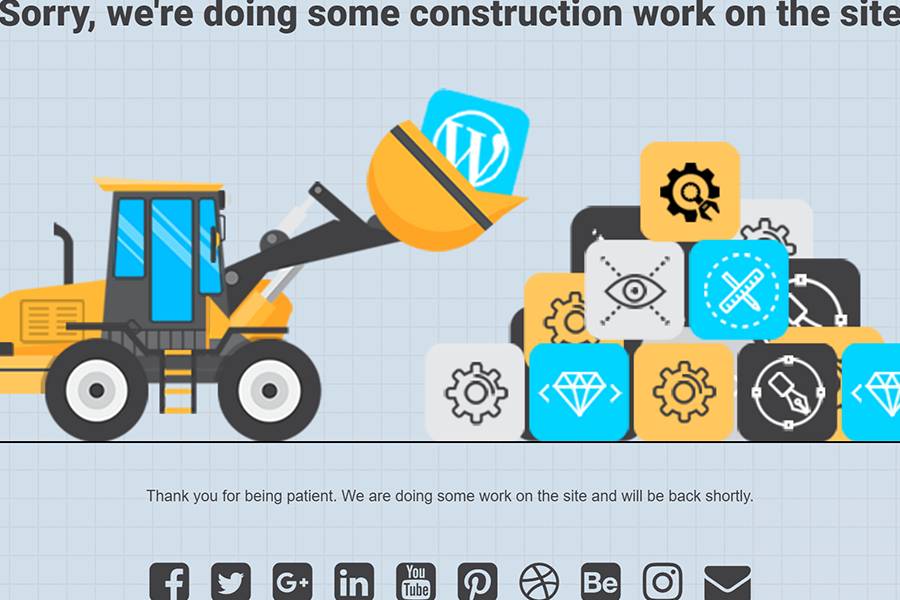 Sorry, we're doing some construction work on the site
W
Thank you for being patient. We are doing some work on the site and will be back shortly.
f G+ in You Tube Be